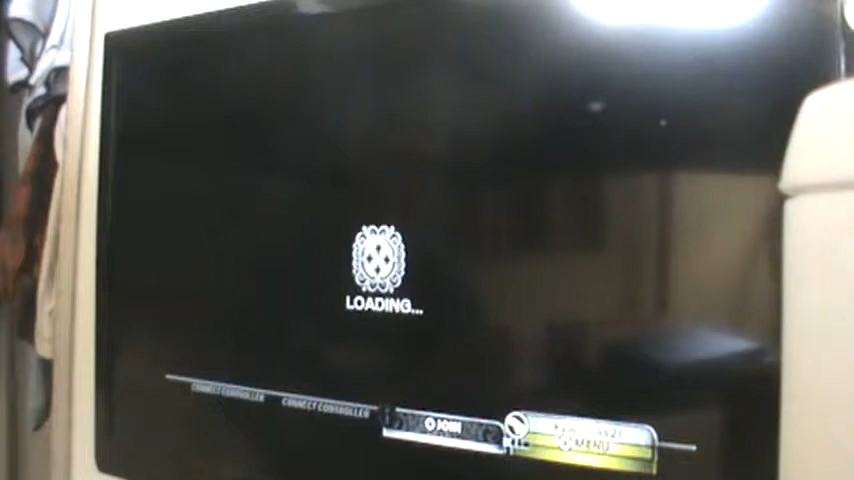 LOADING...
CONNECT CONTROLLER
CONNECT CONTROLLER
JOIN
MENU